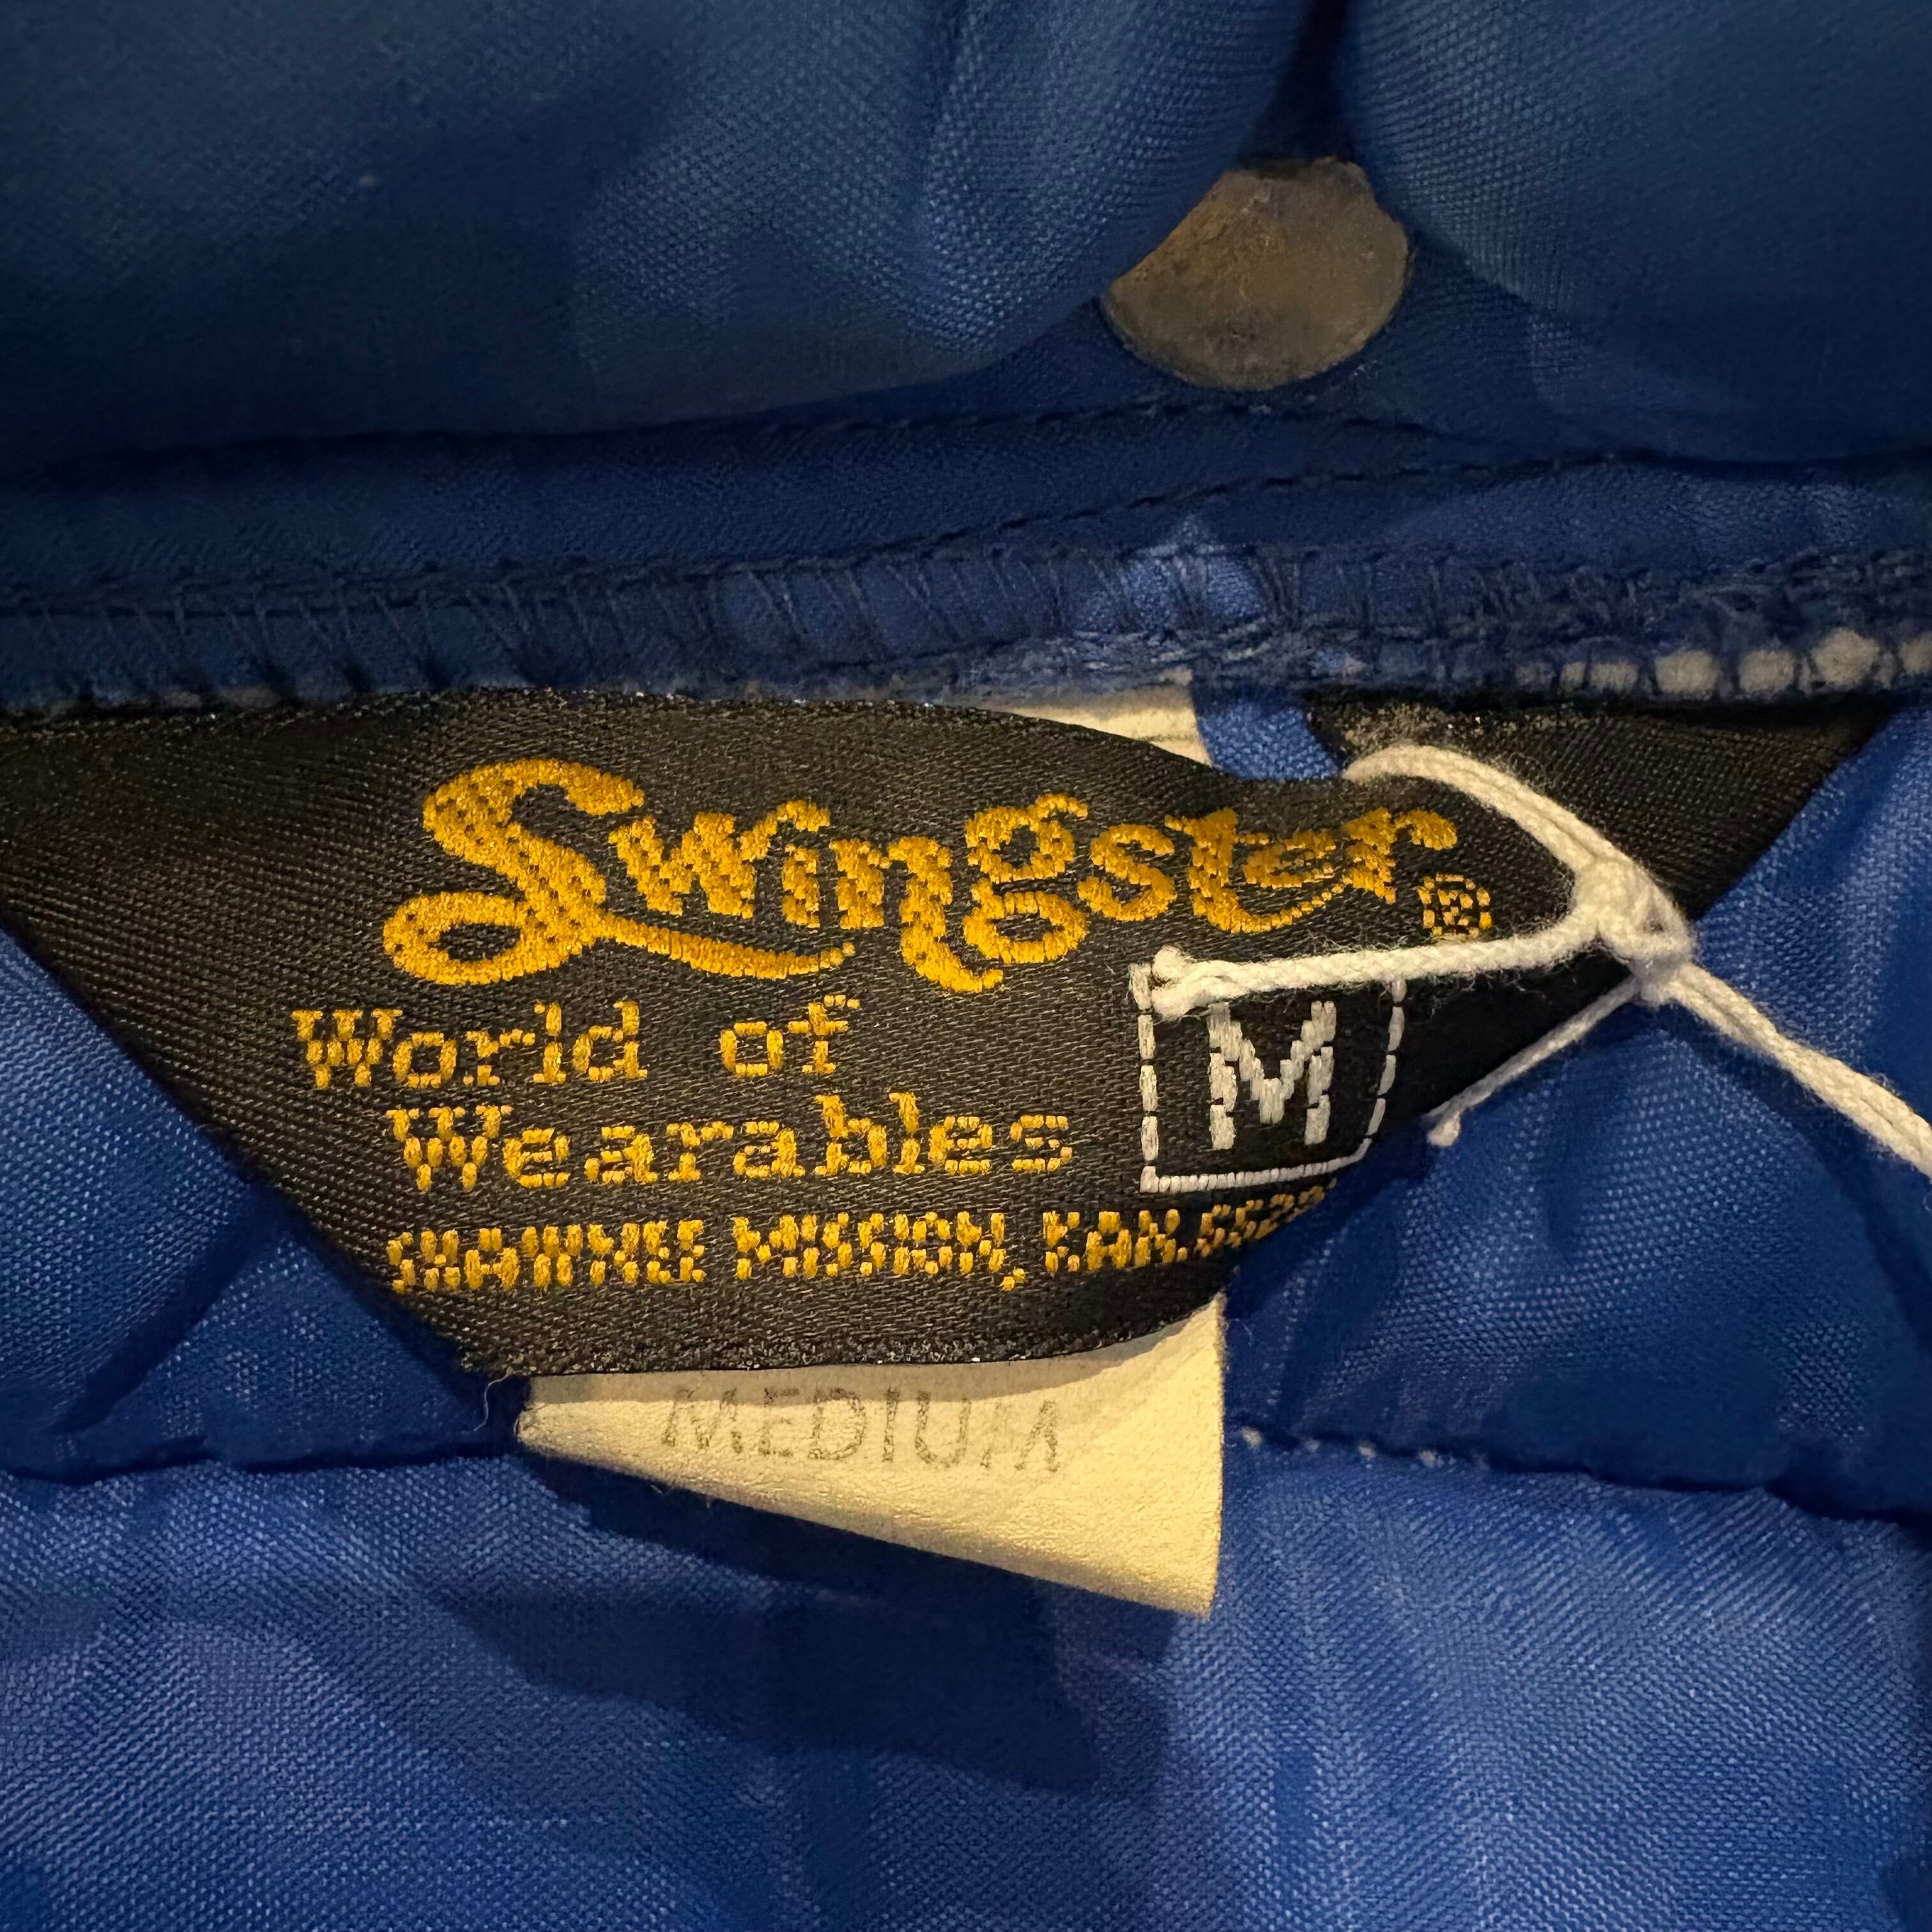 Swingster®
World of
Wearables
M
SHAWNEE MISSION, KAN.
MEDIUM